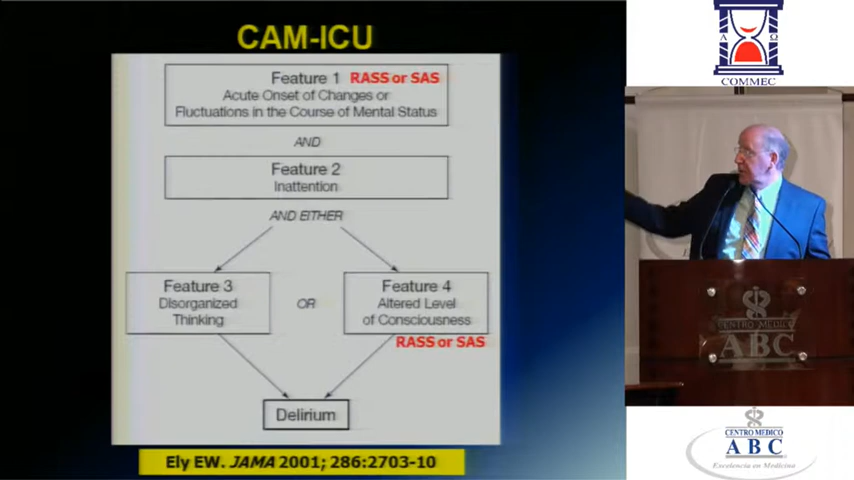 CAM-ICU
Feature 1 RASS or SAS
Acute Onset of Changes or
Fluctuations in the Course of Mental Status
AND
Feature 2
Inattention
AND EITHER
Feature 3
Disorganized
Thinking
OR
Feature 4
Altered Level
of Consciousness
RASS or SAS
Delirium
Ely EW. JAMA 2001; 286:2703-10
Α Ω
COMMEC
CENTRO MEDICO
ABC
CENTRO MEDICO
ABC
Excelencia en Medicina